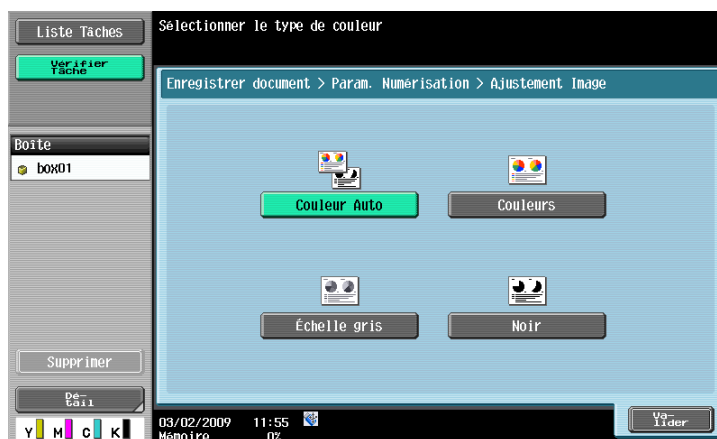 Liste Tâches
Vérifier
Tâche
Sélectionner le type de couleur
Enregistrer document > Param. Numérisation > Ajustement Image
Boîte
box01
Couleur Auto
Couleurs
Échelle gris
Noir
Supprimer
Dé-
tail
Y M C K
03/02/2009 11:55
Mémoire 0%
Va-
lider